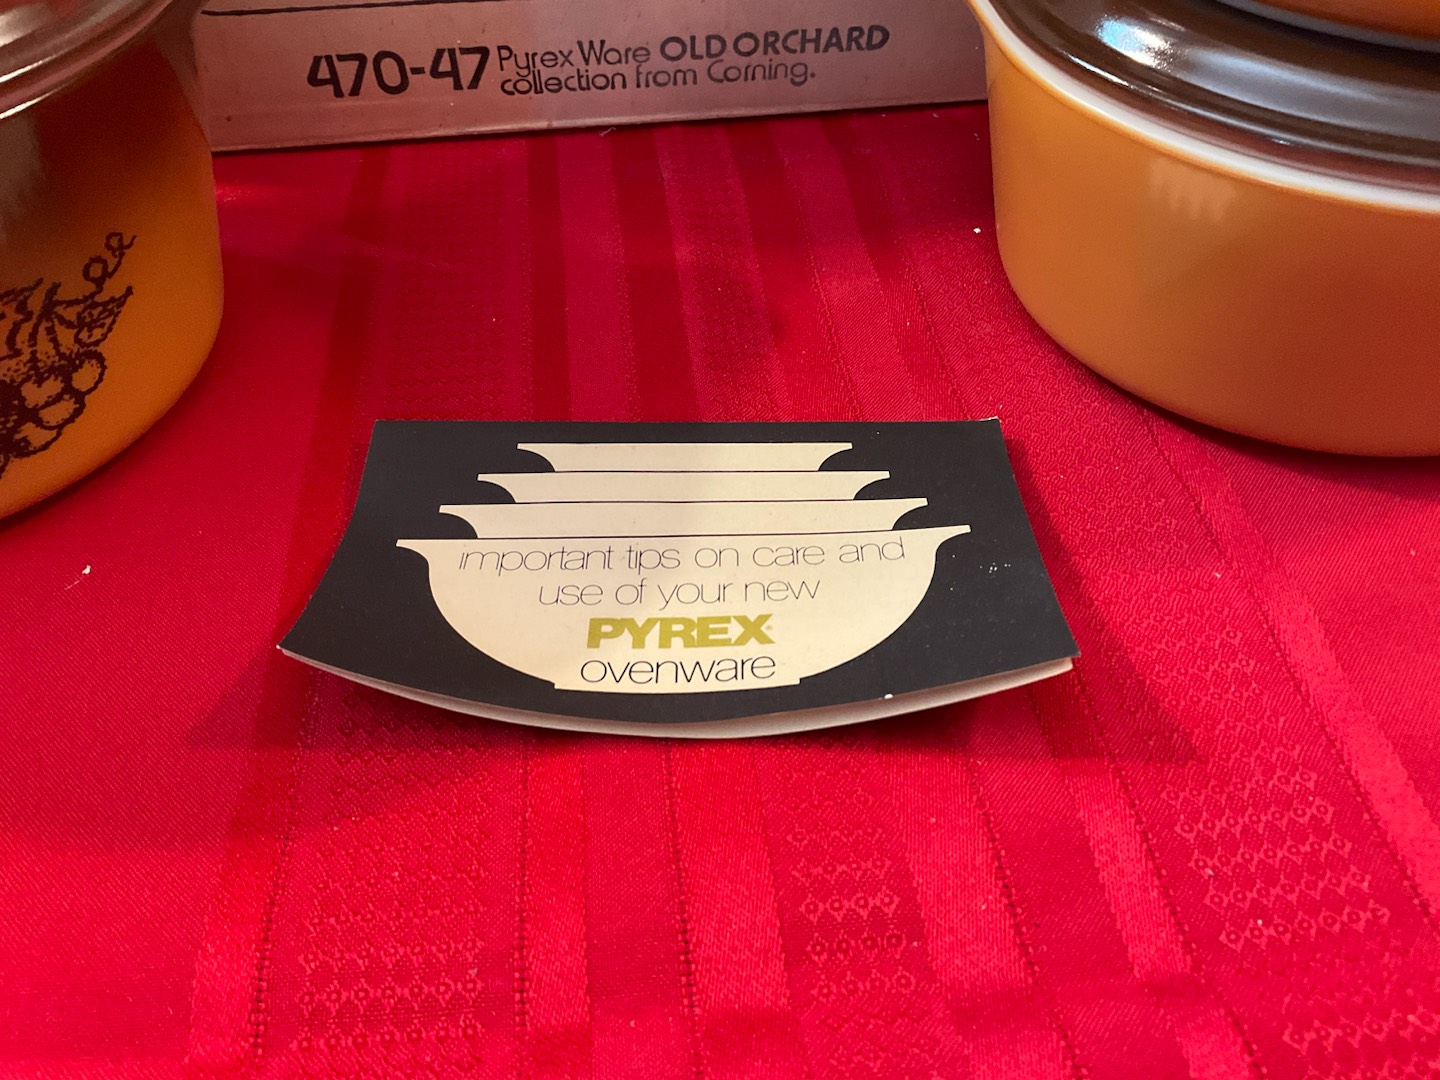 470-47 Pyrex Ware OLD ORCHARD
collection from Corning.
important tips on care and
use of your new
PYREX®
ovenware